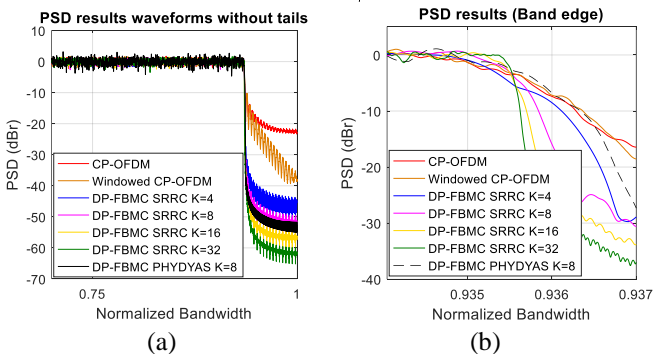 PSD results waveforms without tails
PSD (dBr)
10
0
-10
-20
-30
-40
-50
-60
-70
CP-OFDM
Windowed CP-OFDM
DP-FBMC SRRC K=4
DP-FBMC SRRC K=8
DP-FBMC SRRC K=16
DP-FBMC SRRC K=32
DP-FBMC PHYDYAS K=8
0.75
1
Normalized Bandwidth
(a)
PSD results (Band edge)
PSD (dBr)
0
-10
-20
-30
-40
CP-OFDM
Windowed CP-OFDM
DP-FBMC SRRC K=4
DP-FBMC SRRC K=8
DP-FBMC SRRC K=16
DP-FBMC SRRC K=32
DP-FBMC PHYDYAS K=8
0.935
0.936
0.937
Normalized Bandwidth
(b)